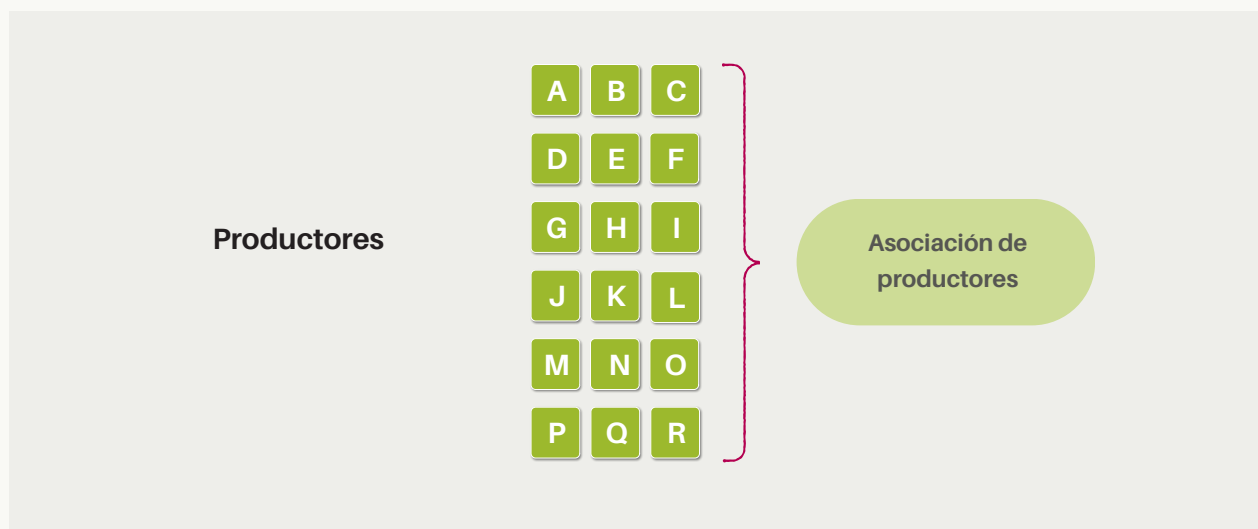 A B C
D E F
G H I
Productores
J K L
M N O
P Q R
Asociación de
productores